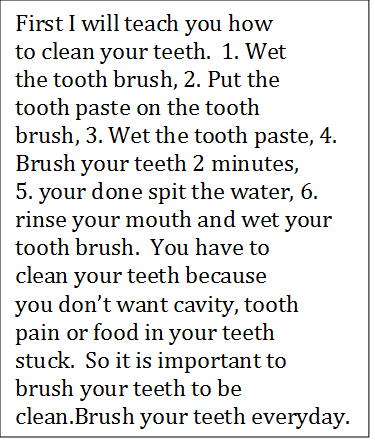 First I will teach you how
to clean your teeth.  1. Wet
the tooth brush, 2. Put the
tooth paste on the tooth
brush, 3. Wet the tooth paste, 4.
Brush your teeth 2 minutes,
5. your done spit the water, 6.
rinse your mouth and wet your
tooth brush.  You have to
clean your teeth because
you don’t want cavity, tooth
pain or food in your teeth
stuck.  So it is important to
brush your teeth to be
clean.Brush your teeth everyday.